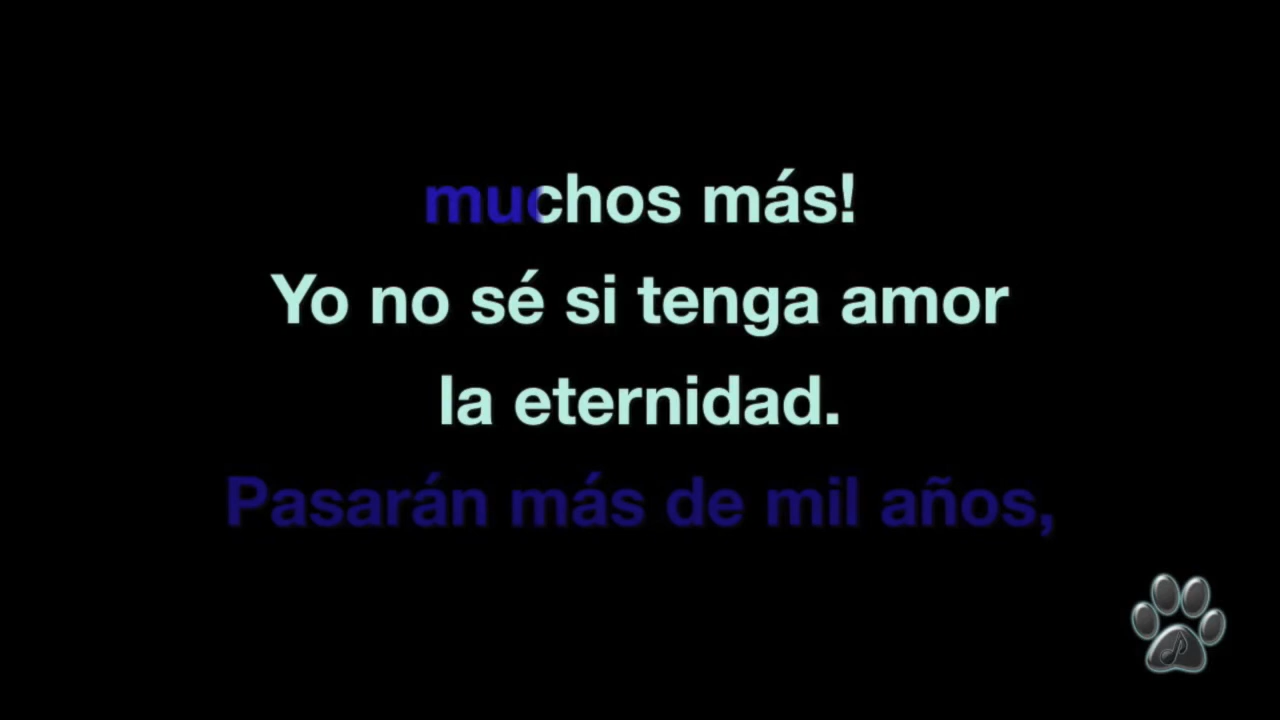 muchos más!
Yo no sé si tenga amor
la eternidad.
Pasarán más de mil años,